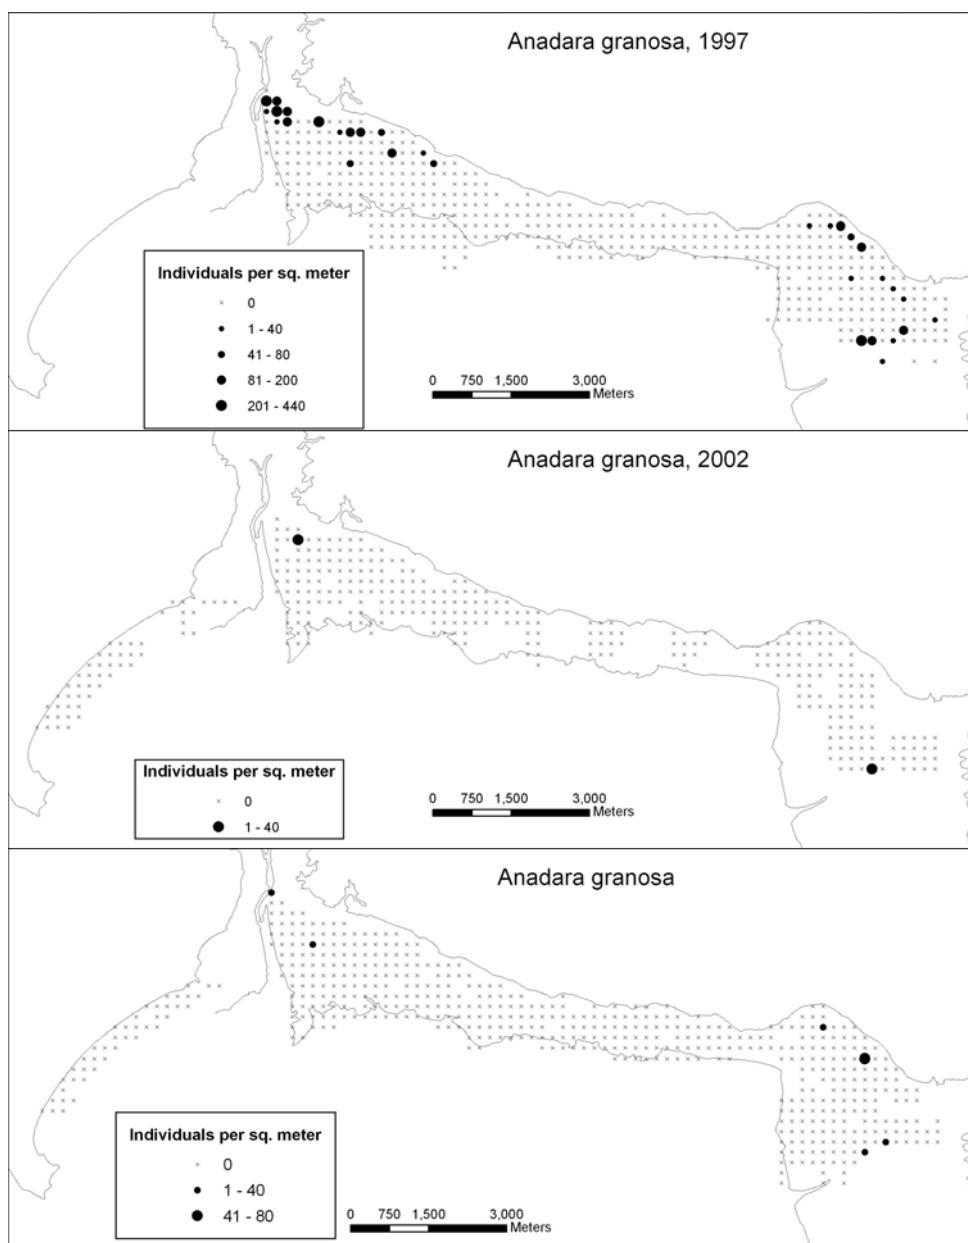 Anadara granosa, 1997
Individuals per sq. meter
0
1 - 40
41 - 80
81 - 200
201 - 440
0 750 1,500 3,000
Meters
Anadara granosa, 2002
Individuals per sq. meter
0
1 - 40
0 750 1,500 3,000
Meters
Anadara granosa
Individuals per sq. meter
0
1 - 40
41 - 80
0 750 1,500 3,000
Meters